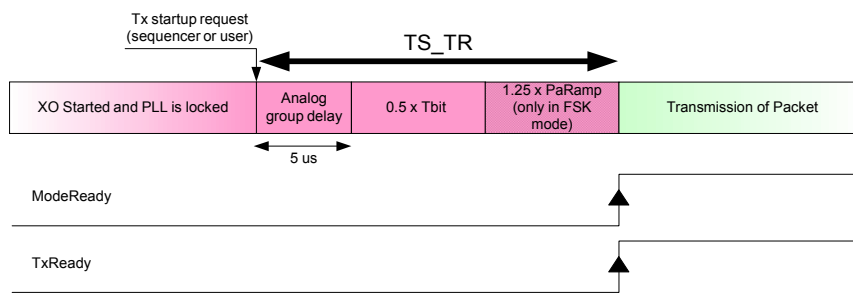 Tx startup request
(sequencer or user)
TS_TR
XO Started and PLL is locked
Analog
group delay
0.5 x Tbit
1.25 x PaRamp
(only in FSK
mode)
Transmission of Packet
5 us
ModeReady
TxReady